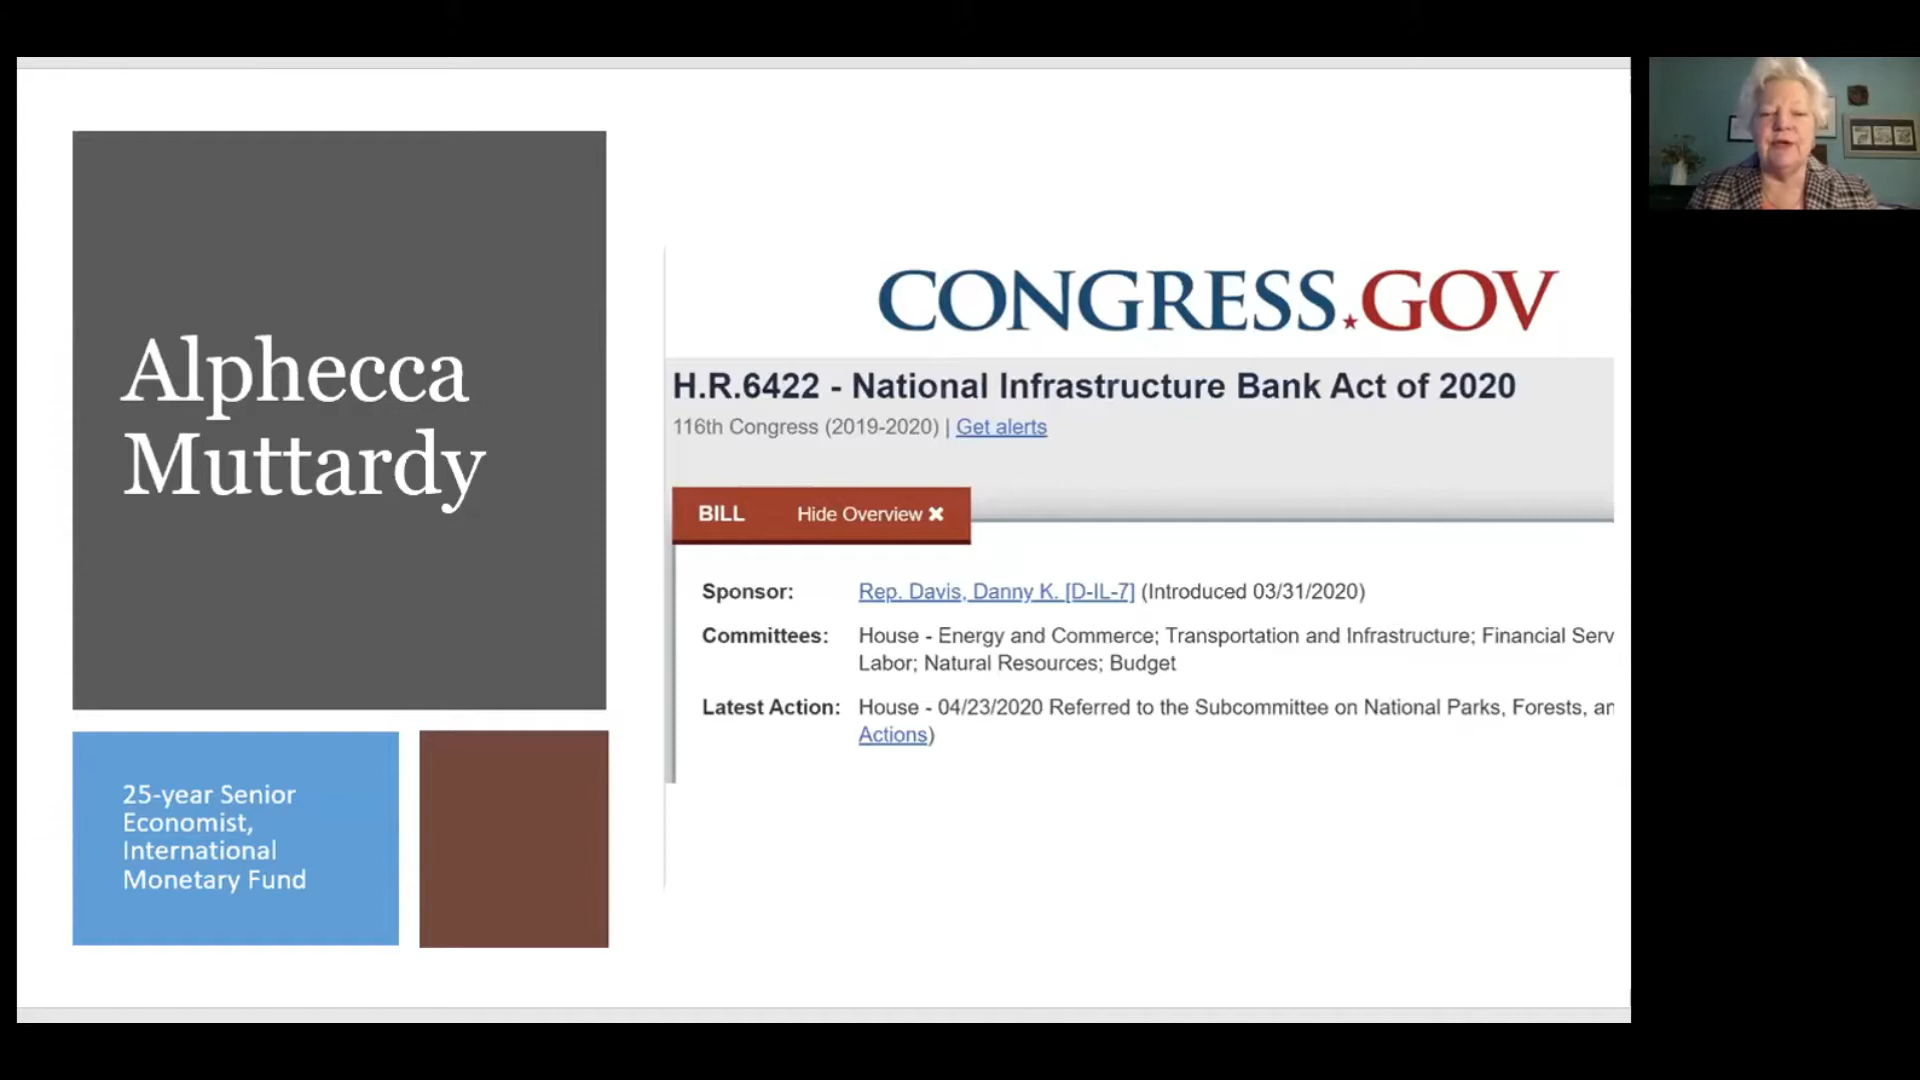 Alphecca
Muttardy
25-year Senior
Economist,
International
Monetary Fund
CONGRESS.GOV
H.R.6422 - National Infrastructure Bank Act of 2020
116th Congress (2019-2020) | Get alerts
BILL Hide Overview ✖
Sponsor: Rep. Davis, Danny K. [D-IL-7] (Introduced 03/31/2020)
Committees: House - Energy and Commerce; Transportation and Infrastructure; Financial Serv
Labor; Natural Resources; Budget
Latest Action: House - 04/23/2020 Referred to the Subcommittee on National Parks, Forests, an
Actions)